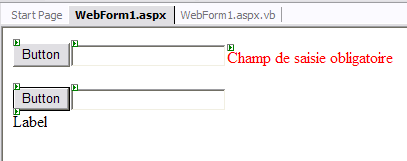 Start Page WebForm1.aspx WebForm1.aspx.vb
Button Champ de saisie obligatoire
Button
Label